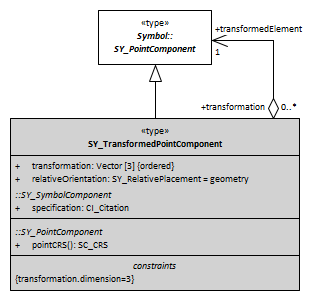 «type»
Symbol::
SY_PointComponent
+transformedElement
1
+transformation
0..*
«type»
SY_TransformedPointComponent
+ transformation: Vector [3] {ordered}
+ relativeOrientation: SY_RelativePlacement = geometry
::SY_SymbolComponent
+ specification: CI_Citation
::SY_PointComponent
+ pointCRS(): SC_CRS
constraints
{transformation.dimension=3}